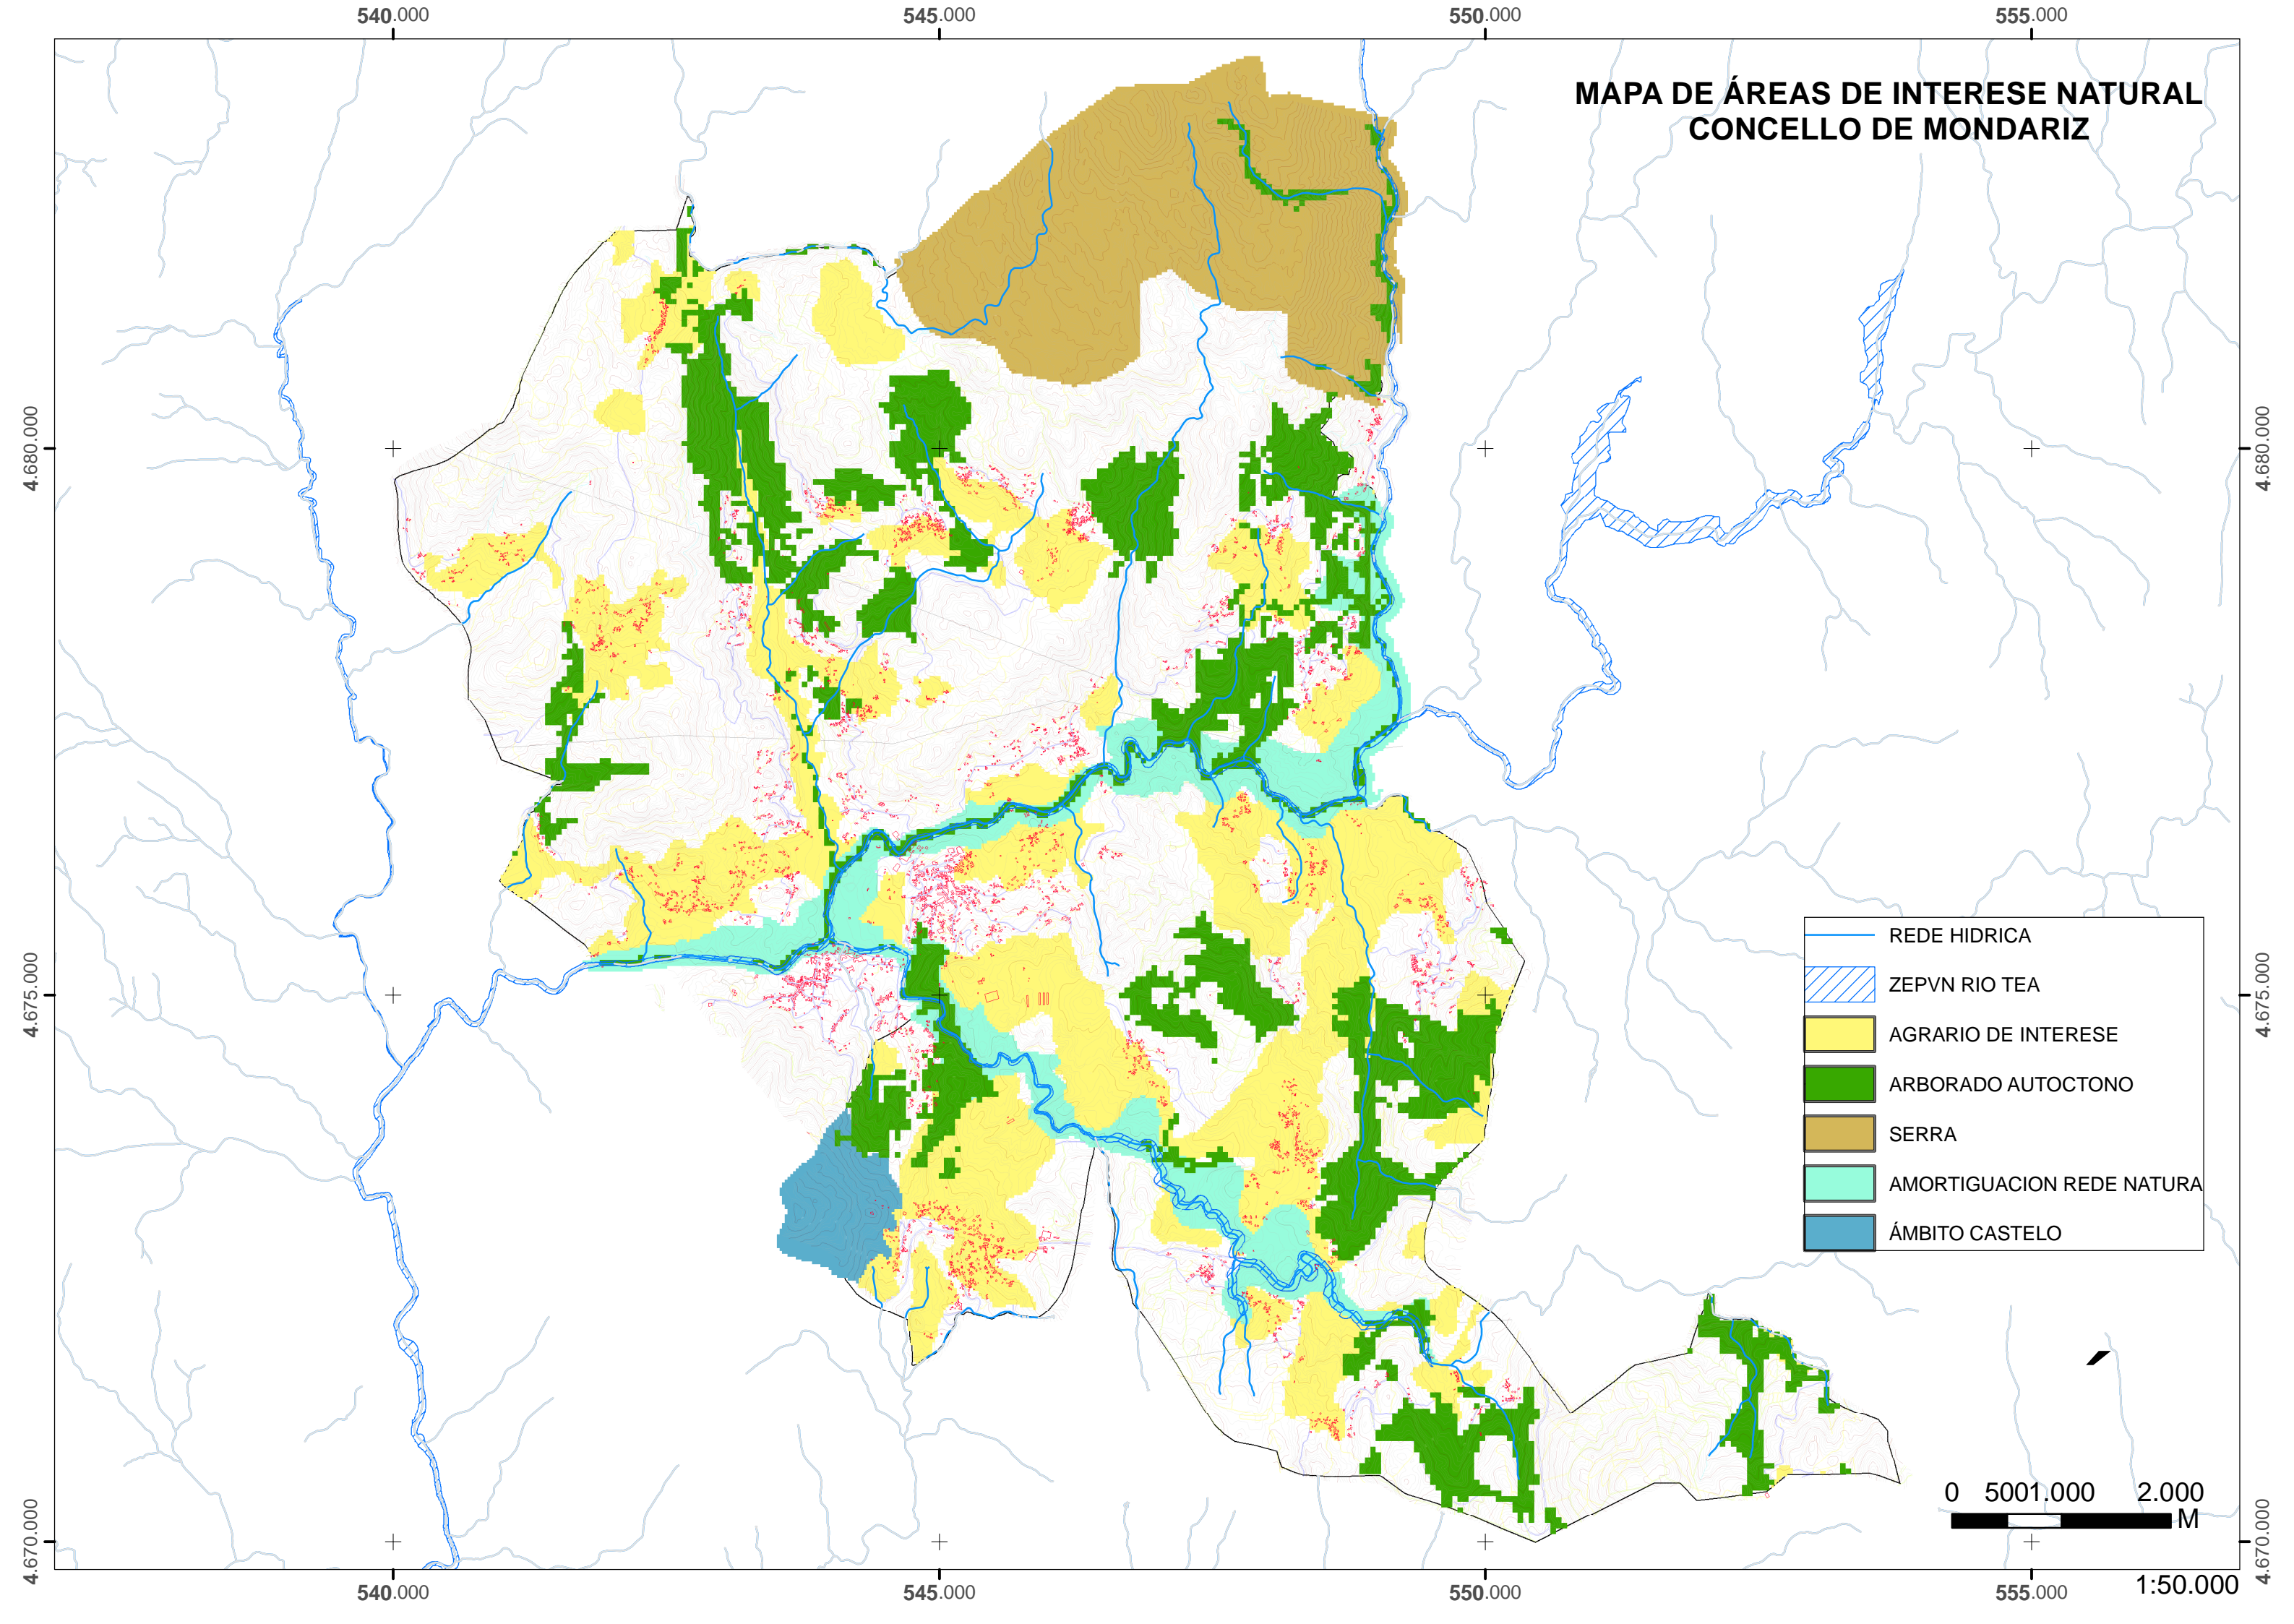 540.000 545.000 550.000 555.000
MAPA DE ÁREAS DE INTERESE NATURAL
CONCELLO DE MONDARIZ
4.680.000 4.680.000
REDE HIDRICA
ZEPVN RIO TEA
4.675.000 4.675.000
AGRARIO DE INTERESE
ARBORADO AUTOCTONO
SERRA
AMORTIGUACION REDE NATURA
ÁMBITO CASTELO
0 5001.000 2.000
M
4.670.000 4.670.000
1:50.000
540.000 545.000 550.000 555.000